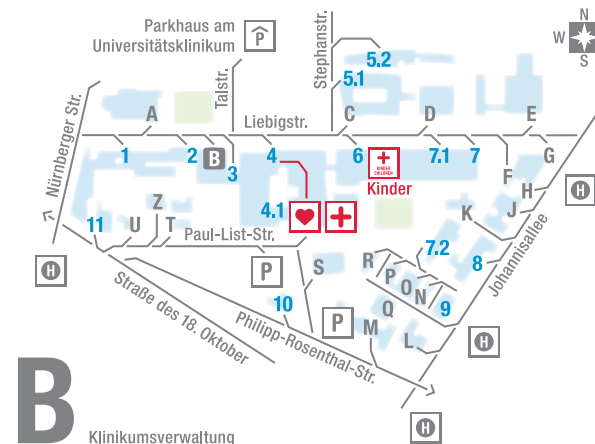 Parkhaus am
Universitätsklinikum
P
Talstr.
Stephanstr.
5.2
5.1
N
W
S
Nürnberger Str.
A
Liebigstr.
C
D
E
1
2
B
3
4
6
KINDER
CHILDREN
Kinder
7.1
7
F
G
H
H
J
K
Johannisallee
4.1
11
U
Z
T
Paul-List-Str.
P
S
R
P
O
N
7.2
8
9
Q
H
Straße des 18. Oktober
10
Philipp-Rosenthal-Str.
P
M
L
H
H
B
Klinikumsverwaltung